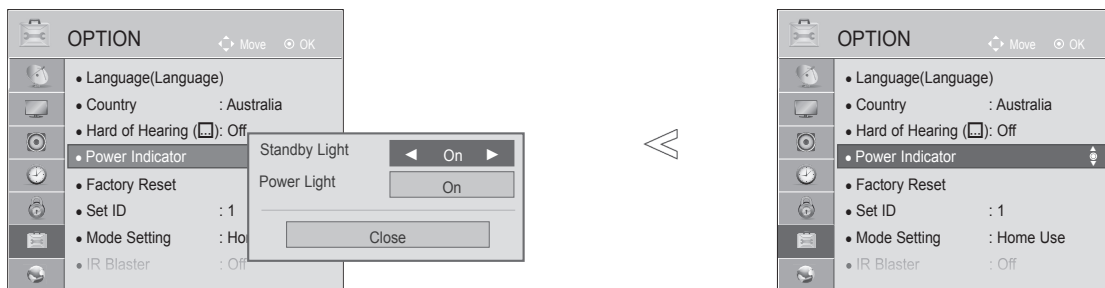 OPTION
Move OK
• Language(Language)
• Country : Australia
• Hard of Hearing ( ): Off
• Power Indicator
• Factory Reset
• Set ID : 1
• Mode Setting : Ho
• IR Blaster : Off
Standby Light ◄ On ►
Power Light On
Close
OPTION
Move OK
• Language(Language)
• Country : Australia
• Hard of Hearing ( ): Off
• Power Indicator
• Factory Reset
• Set ID : 1
• Mode Setting : Home Use
• IR Blaster : Off